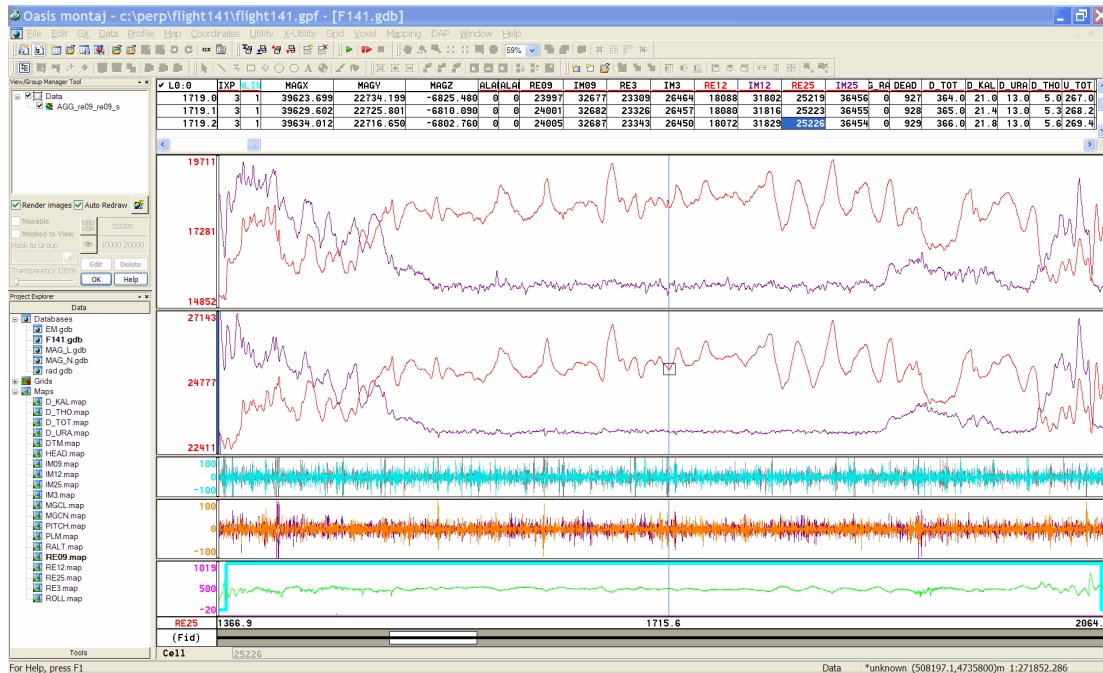 Oasis montaj - c:\perp\flight141\flight141.gpf - [F141.gdb]
File Edit GX Data Profile Map Coordinates Utility X-Utility Grid Voxel Mapping DAP Window Help
59%
View/Group Manager Tool
Data
AGG_re09_re09_s
Render images Auto Redraw
Movable
Masked to View
50000
Mask to Group
10000:20000
Edit Delete
Transparency 100%
OK Help
Project Explorer
Data
Databases
EM.gdb
F141.gdb
MAG_L.gdb
MAG_N.gdb
rad.gdb
Grids
Maps
D_KAL.map
D_THO.map
D_TOT.map
D_URA.map
DTM.map
HEAD.map
IM09.map
IM12.map
IM25.map
IM3.map
MGCL.map
MGCN.map
PITCH.map
PLM.map
RALT.map
RE09.map
RE12.map
RE25.map
RE3.map
ROLL.map
Tools
L0:0 IXP NLIN MAGX MAGY MAGZ ALA ALA RE09 IM09 RE3 IM3 RE12 IM12 RE25 IM25 G_RA DEAD D_TOT D_KAL D_URA D_THO U_TOT
1719.0 3 1 39623.699 22734.199 -6825.480 0 0 23997 32677 23309 26464 18088 31802 25219 36456 0 927 364.0 21.0 13.0 5.0 267.0
1719.1 3 1 39629.602 22725.801 -6810.090 0 0 24001 32682 23326 26457 18080 31816 25223 36455 0 928 365.0 21.4 13.0 5.3 268.2
1719.2 3 1 39634.012 22716.650 -6802.760 0 0 24005 32687 23343 26450 18072 31829 25226 36454 0 929 366.0 21.8 13.0 5.6 269.4
19711
17281
14852
27143
24777
22411
100
0
-100
100
0
-100
1019
500
-20
RE25 1366.9 1715.6 2064.
(Fid)
Cell 25226
For Help, press F1 Data *unknown (508197.1,4735800)m 1:271852.286